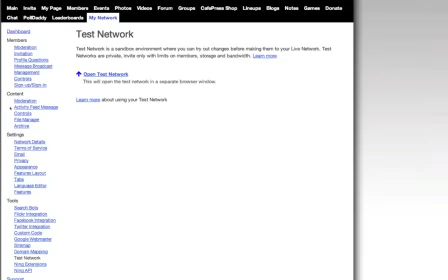 Main Invites My Page Members Events Photos Videos Forum Groups CafePress Shop Blogs Notes Games Donate
Chat PollDaddy Leaderboards My Network
Dashboard
Members
Moderation
Invitation
Profile Questions
Message Broadcast
Management
Controls
Sign-up/Sign-in
Content
Moderation
Activity Feed Message
Controls
File Manager
Archive
Settings
Network Details
Terms of Service
Email
Privacy
Appearance
Features Layout
Tabs
Language Editor
Features
Tools
Search Bots
Flickr Integration
Facebook Integration
Twitter Integration
Custom Code
Google Webmaster
Sitemap
Domain Mapping
Test Network
Ning Extensions
Ning API
Support
Test Network
Test Network is a sandbox environment where you can try out changes before making them to your Live Network. Test
Networks are private, invite only with limits on members, storage and bandwidth. Learn more
Open Test Network
This will open the test network in a separate browser window.
Learn more about using your Test Network